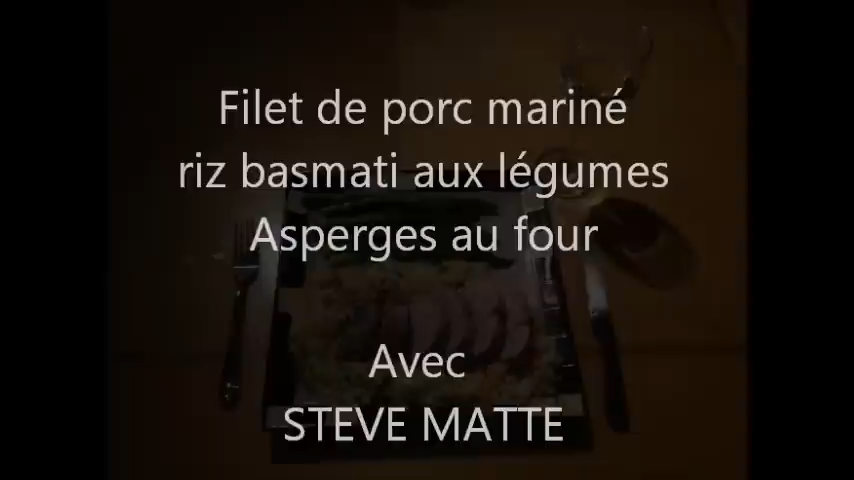 Filet de porc mariné
riz basmati aux légumes
Asperges au four
Avec
STEVE MATTE